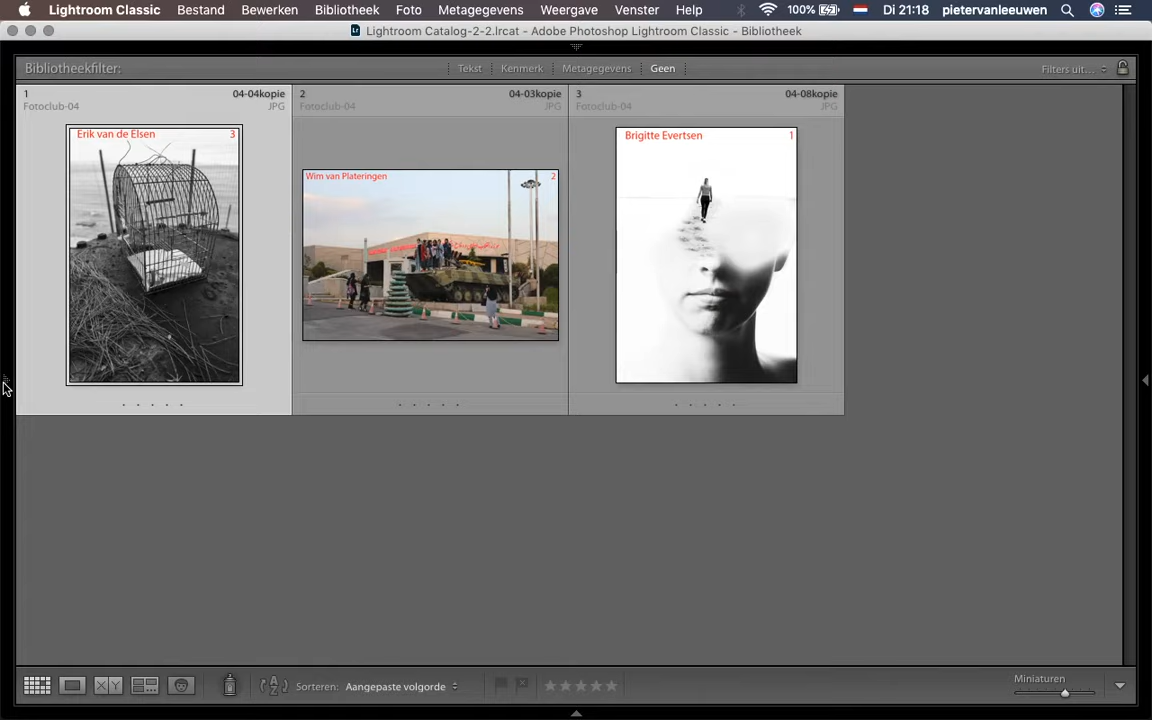 Lightroom Classic Bestand Bewerken Bibliotheek Foto Metagegevens Weergave Venster Help 100% Di 21:18 pietervanleeuwen
Lr Lightroom Catalog-2-2.lrcat - Adobe Photoshop Lightroom Classic - Bibliotheek
Bibliotheekfilter: Tekst Kenmerk Metagegevens Geen Filters uit...
1 04-04kopie 2 04-03kopie 3 04-08kopie
Fotoclub-04 JPG Fotoclub-04 JPG Fotoclub-04 JPG
Erik van de Elsen 3
Wim van Plateringen 2
Brigitte Evertsen 1
XY Sorteren: Aangepaste volgorde Miniaturen